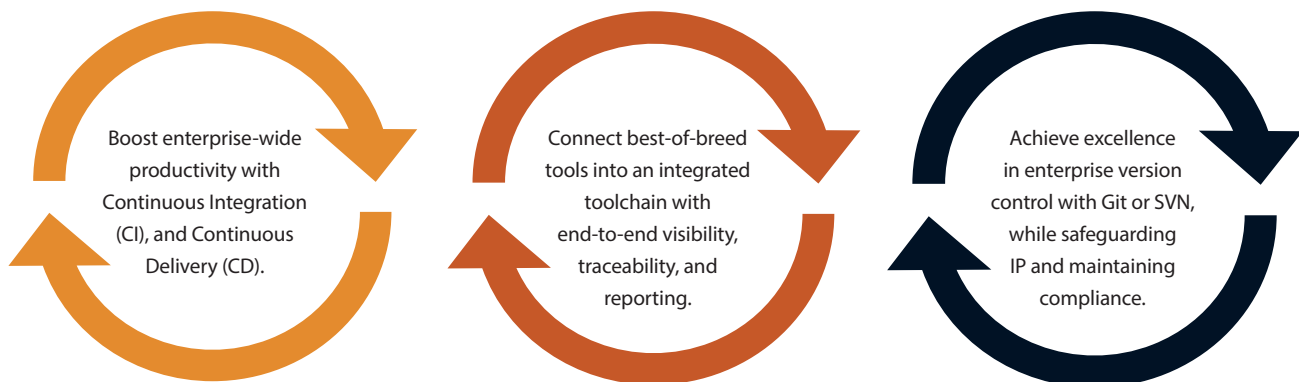 Boost enterprise-wide
productivity with
Continuous Integration
(CI), and Continuous
Delivery (CD).
Connect best-of-breed
tools into an integrated
toolchain with
end-to-end visibility,
traceability, and
reporting.
Achieve excellence
in enterprise version
control with Git or SVN,
while safeguarding
IP and maintaining
compliance.